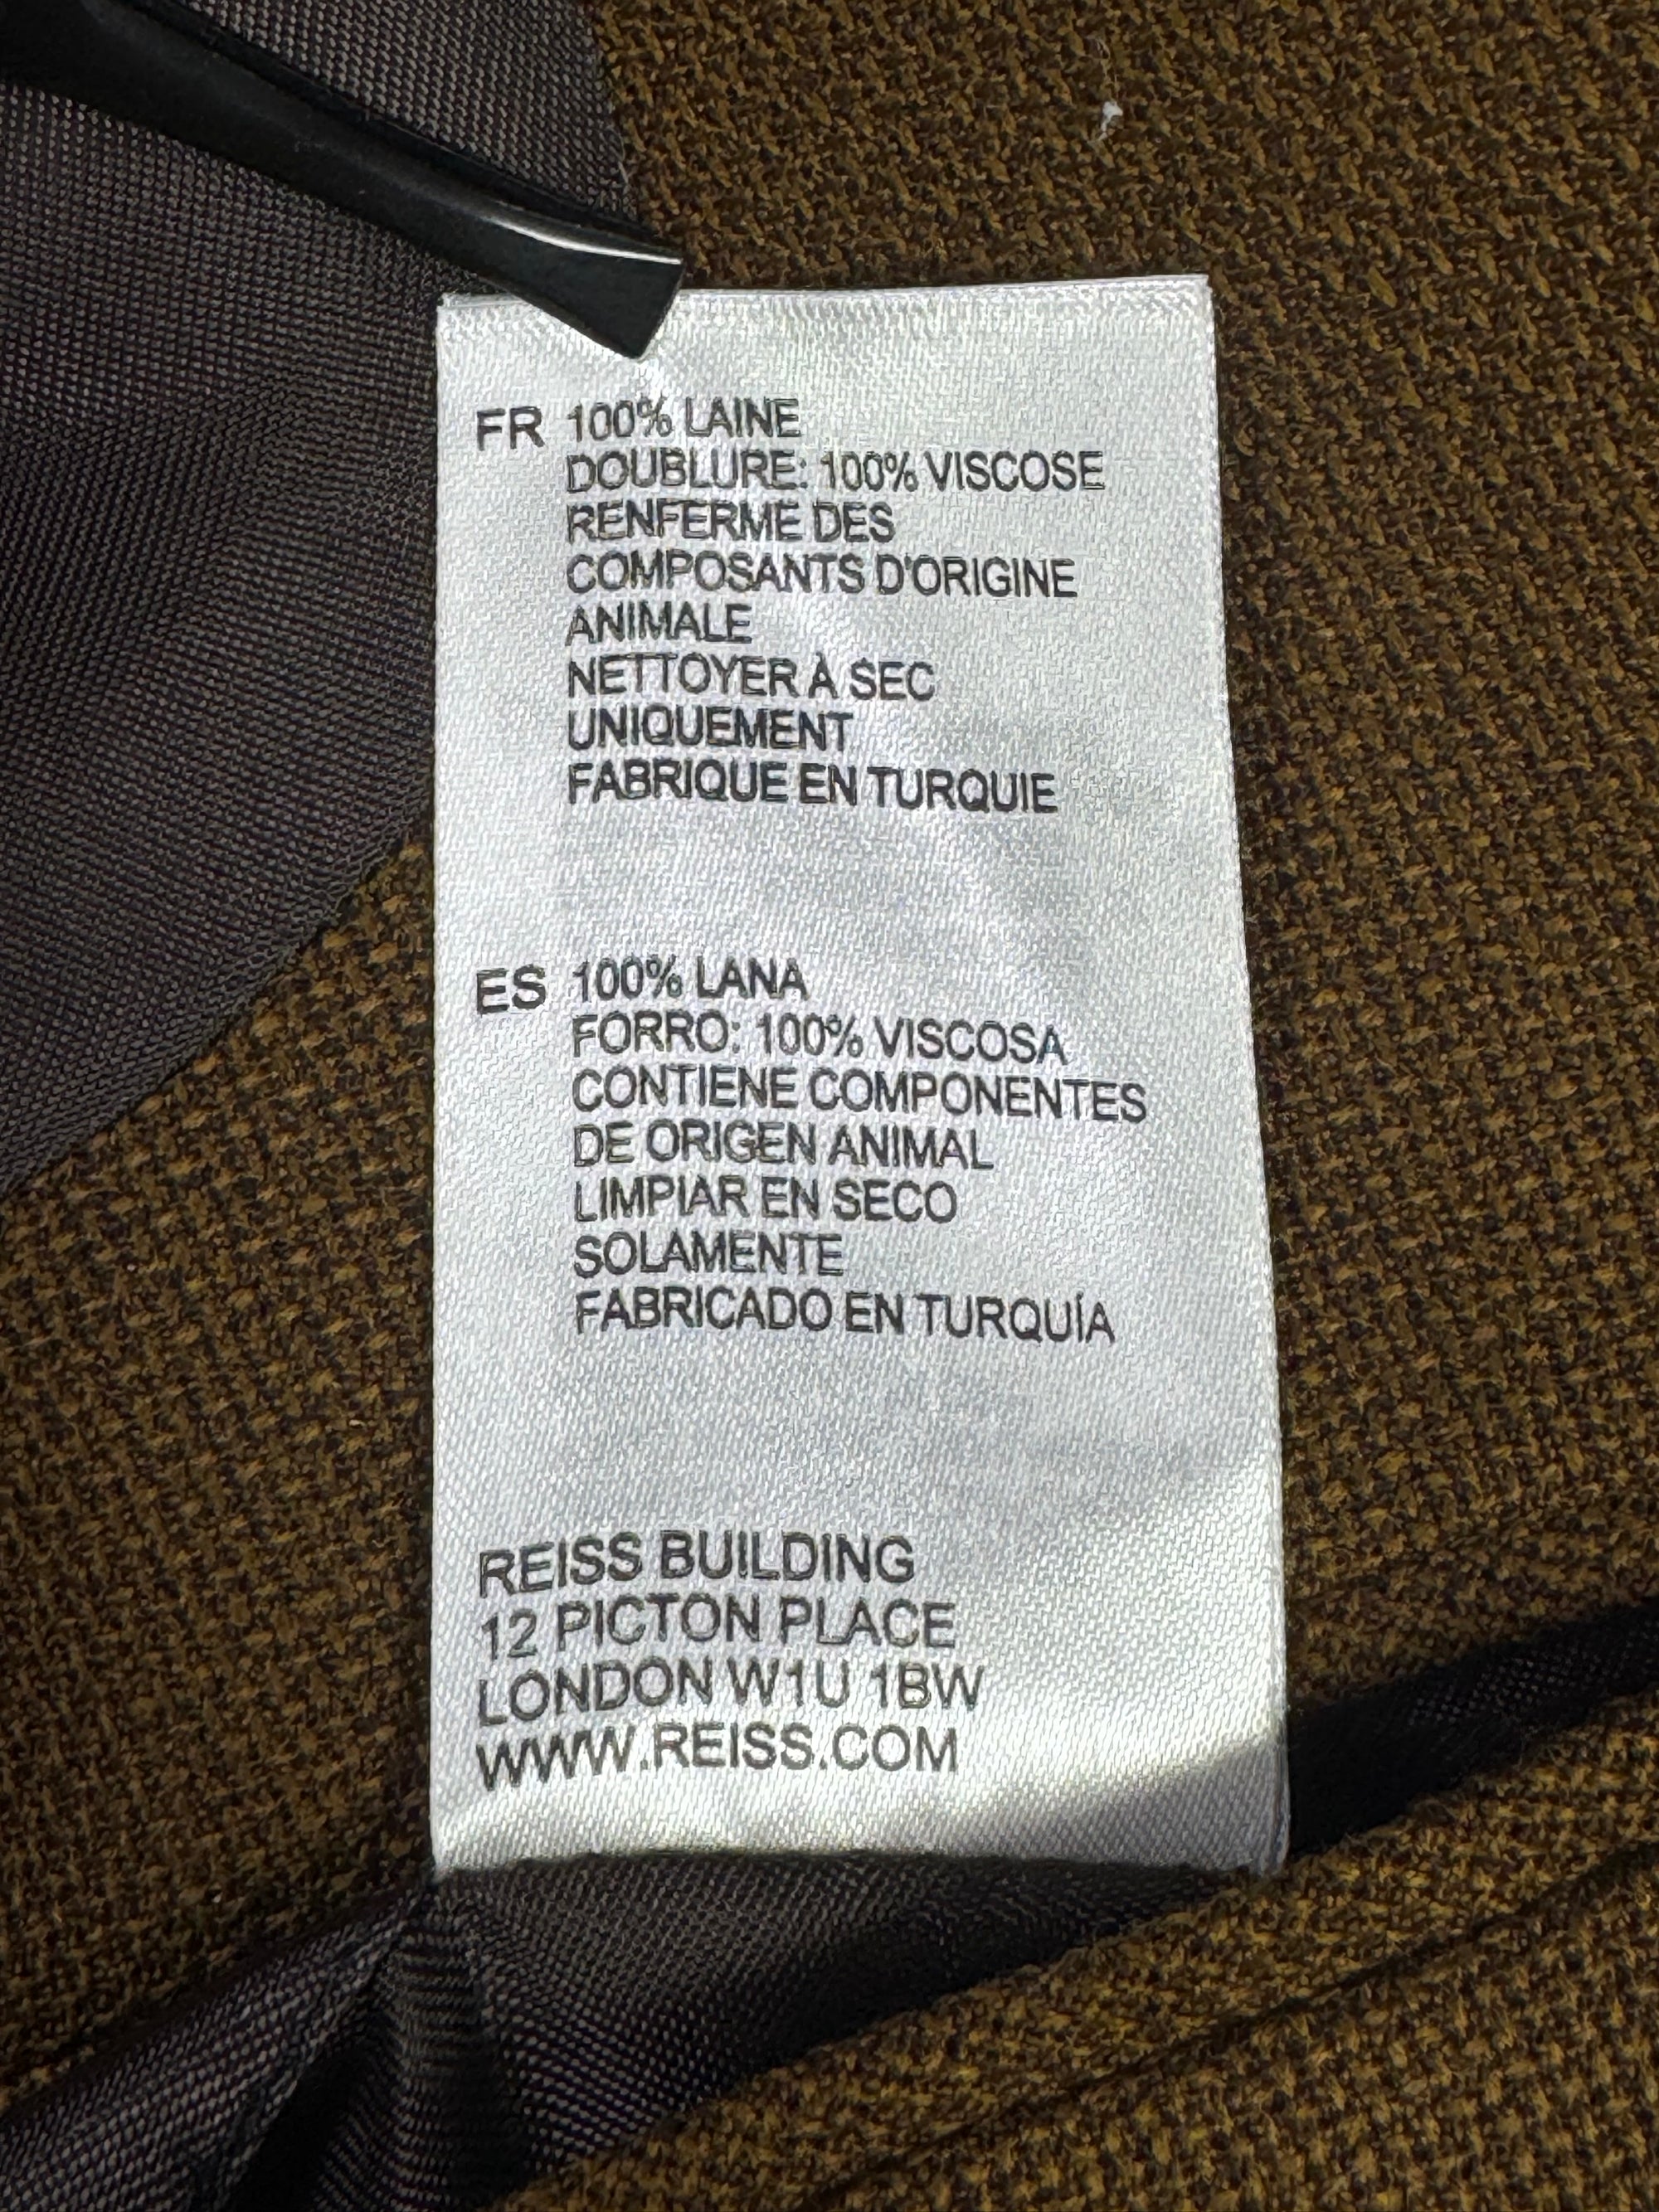 FR 100% LAINE
DOUBLURE: 100% VISCOSE
RENFERME DES
COMPOSANTS D'ORIGINE
ANIMALE
NETTOYER À SEC
UNIQUEMENT
FABRIQUE EN TURQUIE
ES 100% LANA
FORRO: 100% VISCOSA
CONTIENE COMPONENTES
DE ORIGEN ANIMAL
LIMPIAR EN SECO
SOLAMENTE
FABRICADO EN TURQUÍA
REISS BUILDING
12 PICTON PLACE
LONDON W1U 1BW
WWW.REISS.COM